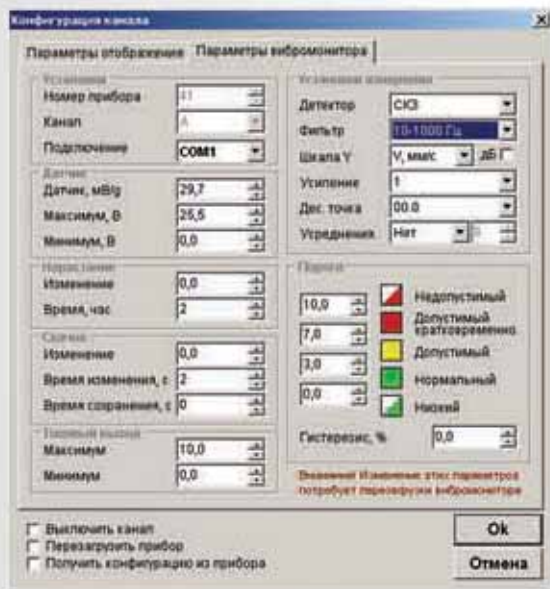 Конфигурация канала
Параметры отображения
Параметры вибромонитора
Установки
Номер прибора 41
Канал A
Подключение COM1
Датчик
Датчик, мВ/g 29,7
Максимум, В 25,5
Минимум, В 0,0
Нарастание
Изменение 0,0
Время, час 2
Скачок
Изменение 0,0
Время изменения, с 2
Время сохранения, с 0
Токовый выход
Максимум 10,0
Минимум 0,0
Установки измерения
Детектор СКЗ
Фильтр 10-1000 Гц
Шкала Y V, мм/с дБ
Усиление 1
Дес. точка 00.0
Усреднения Нет
Пороги
10,0
7,0
3,0
0,0
Недопустимый
Допустимый
кратковременно
Допустимый
Нормальный
Низкий
Гистерезис, % 0,0
Внимание! Изменение этих параметров
потребует перезагрузки вибромонитора
Выключить канал
Перезагрузить прибор
Получить конфигурацию из прибора
Ok
Отмена